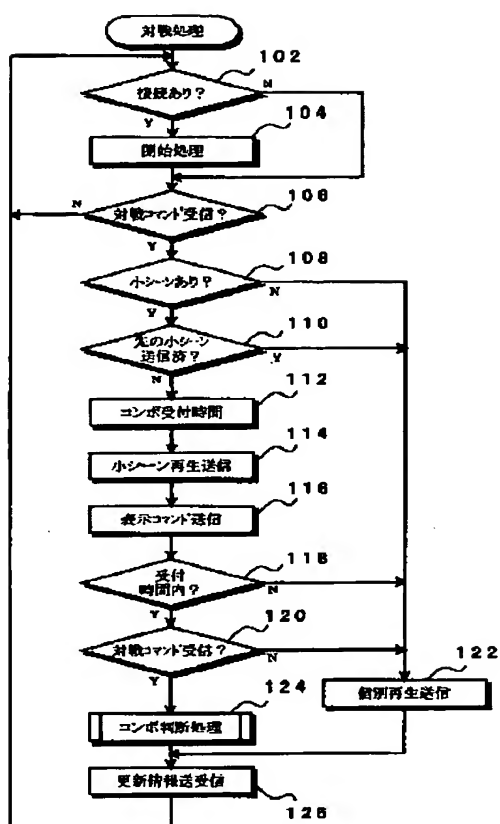 対戦処理
102
接続あり?
N
Y
104
開始処理
106
対戦コマンド受信?
N
Y
108
小シーンあり?
N
Y
110
先の小シーン
送信済?
Y
N
112
コンボ受付時間
114
小シーン再生送信
116
表示コマンド送信
118
受付
時間内?
N
Y
120
対戦コマンド受信?
N
Y
122
個別再生送信
124
コンボ判断処理
更新情報送受信
126